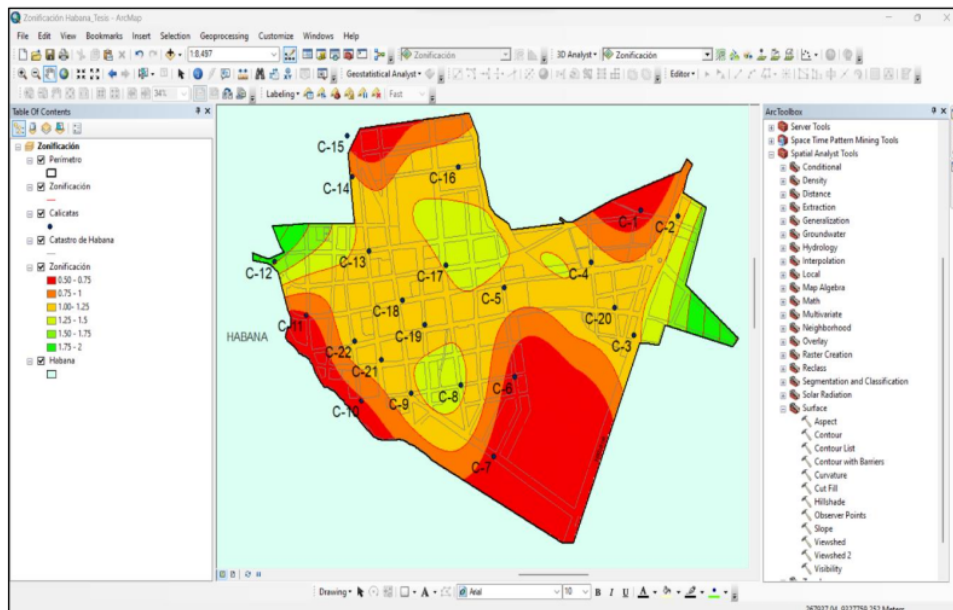 Zonificación Habana_Tesis - ArcMap
File Edit View Bookmarks Insert Selection Geoprocessing Customize Windows Help
1:8,497 Zonificación 3D Analyst Zonificación
Geostatistical Analyst Editor
34% Labeling Fast
Table Of Contents
Zonificación
Perímetro
Zonificación
Calicatas
Catastro de Habana
Zonificación
0.50 - 0.75
0.75 - 1
1.00- 1.25
1.25 - 1.5
1.50 - 1.75
1.75 - 2
Habana
C-15
C-16
C-14
C-1
C-2
C-13
C-12
C-17
C-4
C-5
C-18
C-20
C-11
C-19
HABANA
C-22
C-3
C-21
C-6
C-8
C-9
C-10
C-7
ArcToolbox
Server Tools
Space Time Pattern Mining Tools
Spatial Analyst Tools
Conditional
Density
Distance
Extraction
Generalization
Groundwater
Hydrology
Interpolation
Local
Map Algebra
Math
Multivariate
Neighborhood
Overlay
Raster Creation
Reclass
Segmentation and Classification
Solar Radiation
Surface
Aspect
Contour
Contour List
Contour with Barriers
Curvature
Cut Fill
Hillshade
Observer Points
Slope
Viewshed
Viewshed 2
Visibility
Drawing Arial 10 B I U A